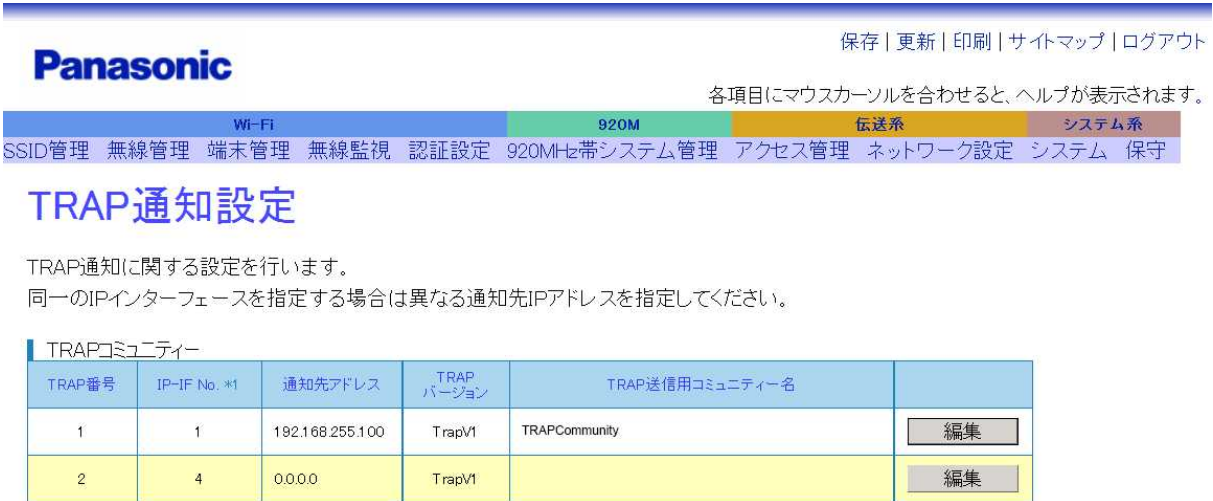 保存 | 更新 | 印刷 | サイトマップ | ログアウト
Panasonic
各項目にマウスカーソルを合わせると、ヘルプが表示されます。
Wi-Fi 920M 伝送系 システム系
SSID管理 無線管理 端末管理 無線監視 認証設定 920MHz帯システム管理 アクセス管理 ネットワーク設定 システム 保守
TRAP通知設定
TRAP通知に関する設定を行います。
同一のIPインターフェースを指定する場合は異なる通知先IPアドレスを指定してください。
TRAPコミュニティー
TRAP番号 IP-IF No. *1 通知先アドレス TRAPバージョン TRAP送信用コミュニティー名
1 1 192.168.255.100 TrapV1 TRAPCommunity 編集
2 4 0.0.0.0 TrapV1 編集